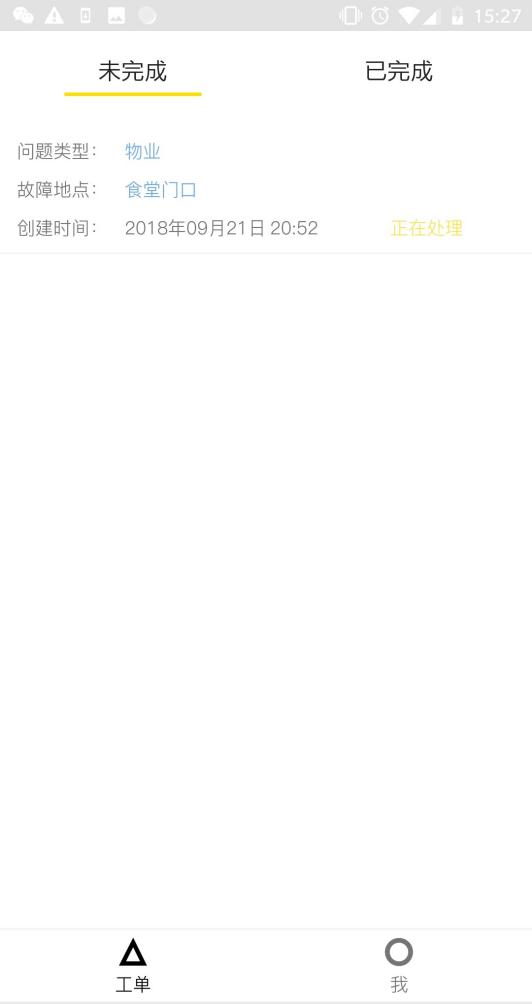 15:27
未完成 已完成
问题类型： 物业
故障地点： 食堂门口
创建时间： 2018年09月21日 20:52 正在处理
工单 我